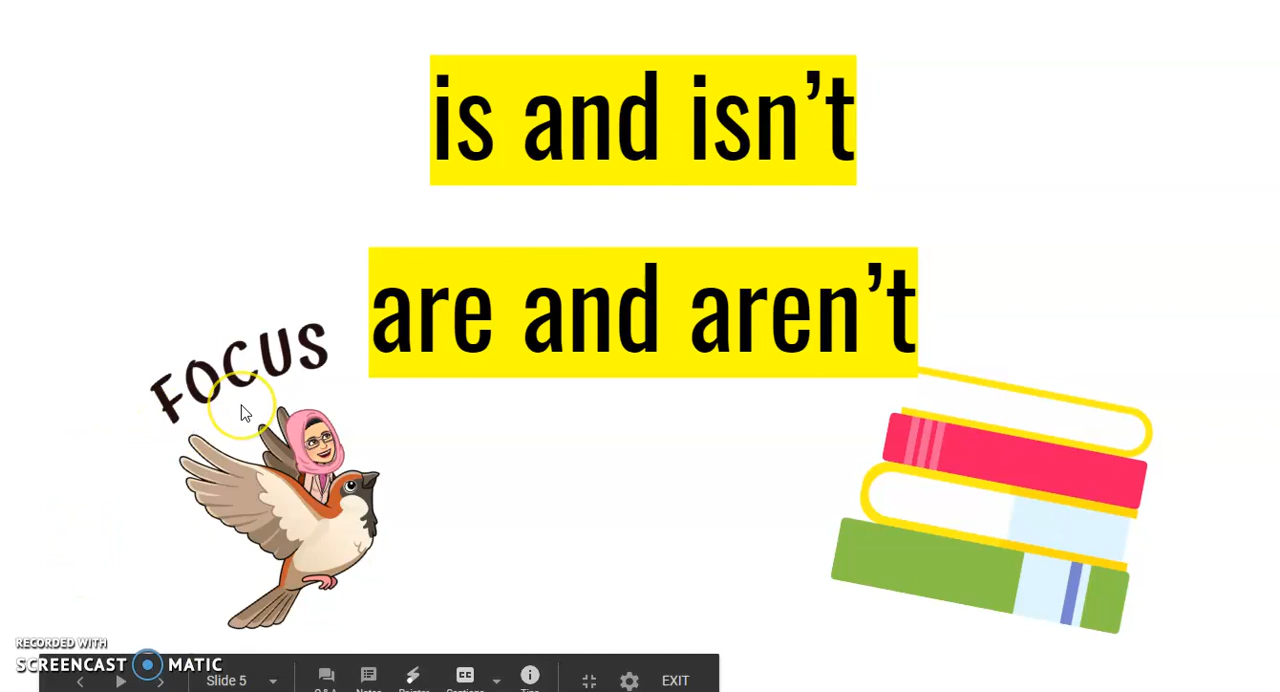 is and isn’t
are and aren’t
FOCUS
RECORDED WITH
SCREENCAST MATIC
Slide 5
EXIT